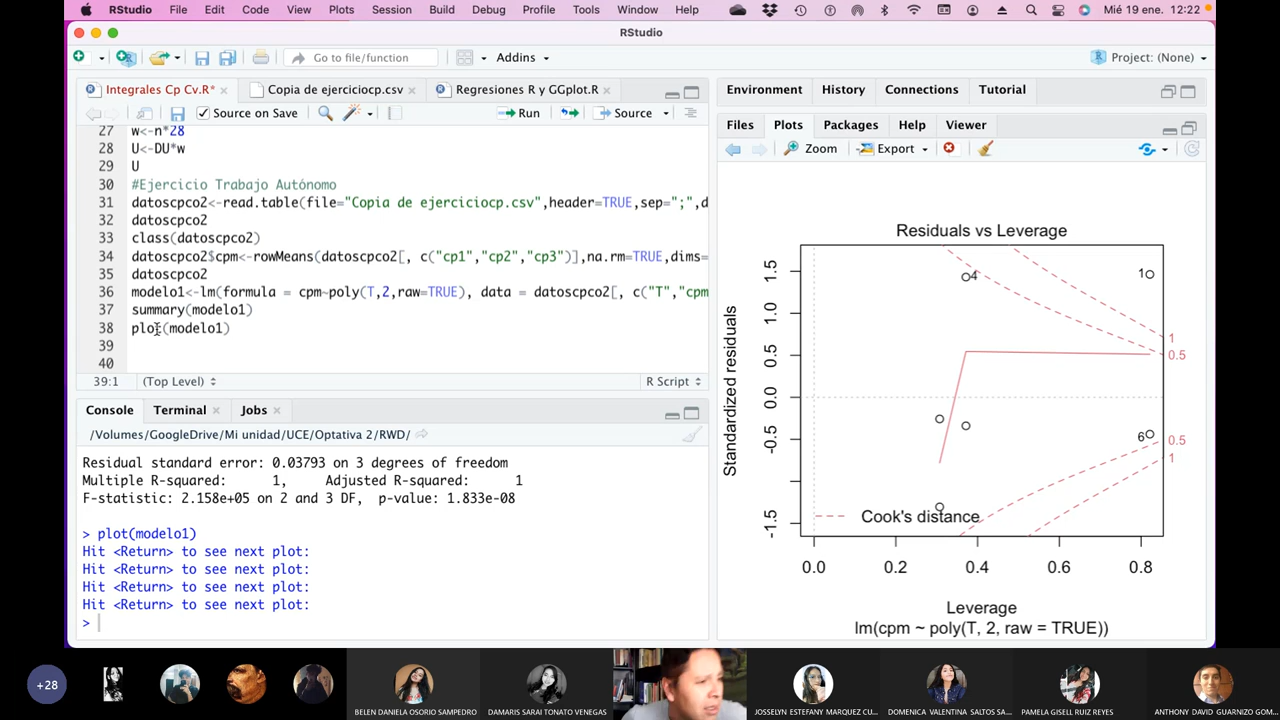 RStudio File Edit Code View Plots Session Build Debug Profile Tools Window Help Mié 19 ene. 12:22
RStudio
Go to file/function Addins Project: (None)
Integrales Cp Cv.R* Copia de ejerciciocp.csv Regresiones R y GGplot.R
Source on Save Run Source
27 w<-n*28
28 U<-DU*w
29 U
30 #Ejercicio Trabajo Autónomo
31 datoscpco2<-read.table(file="Copia de ejerciciocp.csv",header=TRUE,sep=";",d
32 datoscpco2
33 class(datoscpco2)
34 datoscpco2$cpm<-rowMeans(datoscpco2[, c("cp1","cp2","cp3")],na.rm=TRUE,dims=
35 datoscpco2
36 modelo1<-lm(formula = cpm~poly(T,2,raw=TRUE), data = datoscpco2[, c("T","cpm
37 summary(modelo1)
38 plot(modelo1)
39
40
39:1 (Top Level) R Script
Console Terminal Jobs
/Volumes/GoogleDrive/Mi unidad/UCE/Optativa 2/RWD/
Residual standard error: 0.03793 on 3 degrees of freedom
Multiple R-squared: 1, Adjusted R-squared: 1
F-statistic: 2.158e+05 on 2 and 3 DF, p-value: 1.833e-08
> plot(modelo1)
Hit <Return> to see next plot:
Hit <Return> to see next plot:
Hit <Return> to see next plot:
Hit <Return> to see next plot:
>
Environment History Connections Tutorial
Files Plots Packages Help Viewer
Zoom Export
Residuals vs Leverage
Standardized residuals
1.5
1.0
0.5
0.0
-0.5
-1.5
4
1
6
1
0.5
0.5
1
Cook's distance
0.0 0.2 0.4 0.6 0.8
Leverage
lm(cpm ~ poly(T, 2, raw = TRUE))
+28
BELEN DANIELA OSORIO SAMPEDRO
DAMARIS SARAI TONATO VENEGAS
JOSSELYN ESTEFANY MARQUEZ CU...
DOMENICA VALENTINA SALTOS SA...
PAMELA GISELL RUIZ REYES
ANTHONY DAVID GUARNIZO GOM...